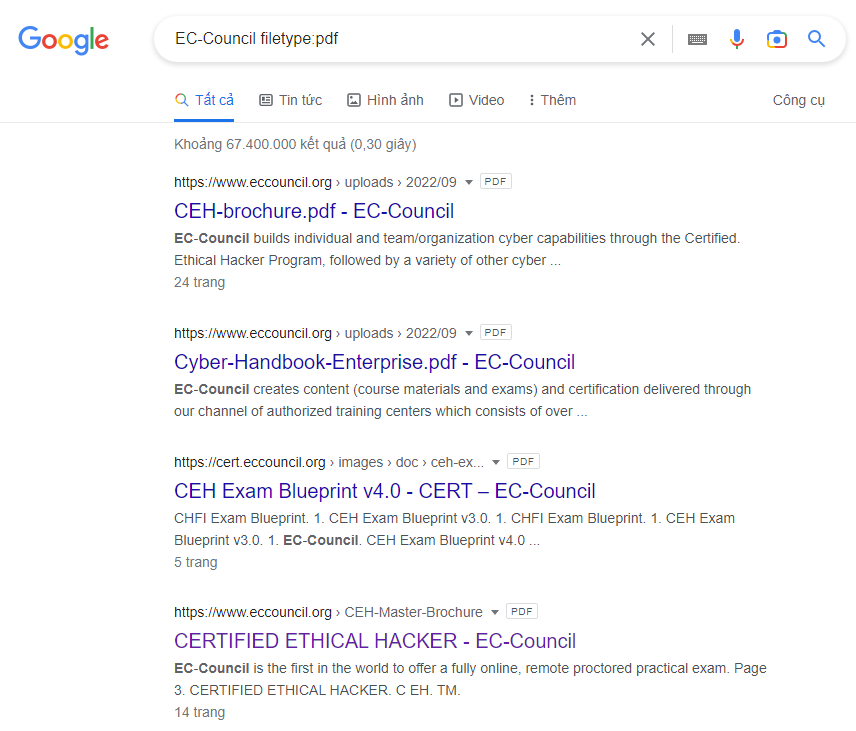 Google
EC-Council filetype:pdf
Tất cả Tin tức Hình ảnh Video Thêm Công cụ
Khoảng 67.400.000 kết quả (0,30 giây)
https://www.eccouncil.org › uploads › 2022/09 PDF
CEH-brochure.pdf - EC-Council
EC-Council builds individual and team/organization cyber capabilities through the Certified.
Ethical Hacker Program, followed by a variety of other cyber ...
24 trang
https://www.eccouncil.org › uploads › 2022/09 PDF
Cyber-Handbook-Enterprise.pdf - EC-Council
EC-Council creates content (course materials and exams) and certification delivered through
our channel of authorized training centers which consists of over ...
https://cert.eccouncil.org › images › doc › ceh-ex... PDF
CEH Exam Blueprint v4.0 - CERT – EC-Council
CHFI Exam Blueprint. 1. CEH Exam Blueprint v3.0. 1. CHFI Exam Blueprint. 1. CEH Exam
Blueprint v3.0. 1. EC-Council. CEH Exam Blueprint v4.0 ...
5 trang
https://www.eccouncil.org › CEH-Master-Brochure PDF
CERTIFIED ETHICAL HACKER - EC-Council
EC-Council is the first in the world to offer a fully online, remote proctored practical exam. Page
3. CERTIFIED ETHICAL HACKER. C EH. TM.
14 trang